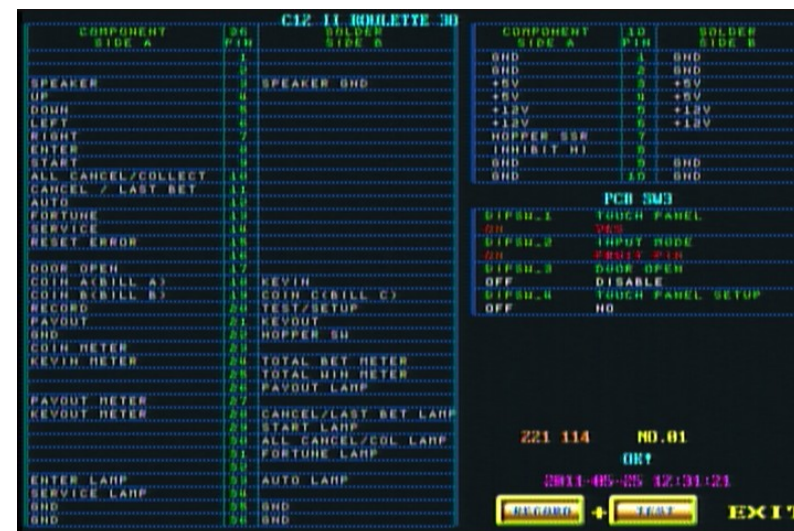 C12 II ROULETTE 3D
COMPONENT SIDE A 36 PIN SOLDER SIDE B
1
2
SPEAKER 3 SPEAKER GND
UP 4
DOWN 5
LEFT 6
RIGHT 7
ENTER 8
START 9
ALL CANCEL/COLLECT 10
CANCEL / LAST BET 11
AUTO 12
FORTUNE 13
SERVICE 14
RESET ERROR 15
16
DOOR OPEN 17
COIN A(BILL A) 18 KEYIN
COIN B(BILL B) 19 COIN C(BILL C)
RECORD 20 TEST/SETUP
PAYOUT 21 KEYOUT
GND 22 HOPPER SW
COIN METER 23
KEYIN METER 24 TOTAL BET METER
25 TOTAL WIN METER
26 PAYOUT LAMP
PAYOUT METER 27
KEYOUT METER 28 CANCEL/LAST BET LAMP
29 START LAMP
30 ALL CANCEL/COL LAMP
31 FORTUNE LAMP
32
ENTER LAMP 33 AUTO LAMP
SERVICE LAMP 34
GND 35 GND
GND 36 GND
COMPONENT SIDE A 10 PIN SOLDER SIDE B
GND 1 GND
GND 2 GND
+5V 3 +5V
+5V 4 +5V
+12V 5 +12V
+12V 6 +12V
HOPPER SSR 7
INHIBIT HI 8
GND 9 GND
GND 10 GND
PCB SW3
DIPSW_1 TOUCH PANEL
ON YES
DIPSW_2 INPUT MODE
ON FRUIT PIN
DIPSW_3 DOOR OPEN
OFF DISABLE
DIPSW_4 TOUCH PANEL SETUP
OFF NO
221 114 NO.01
OK!
2011-05-25 12:31:21
RECORD + TEST EXIT